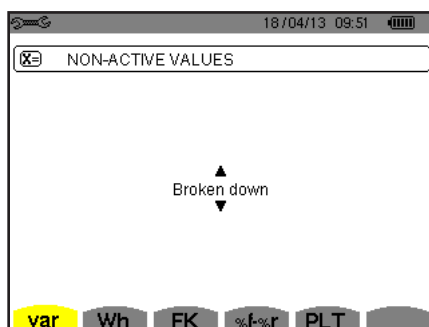 18/04/13 09:51
X= NON-ACTIVE VALUES
Broken down
var Wh FK %f-%r PLT